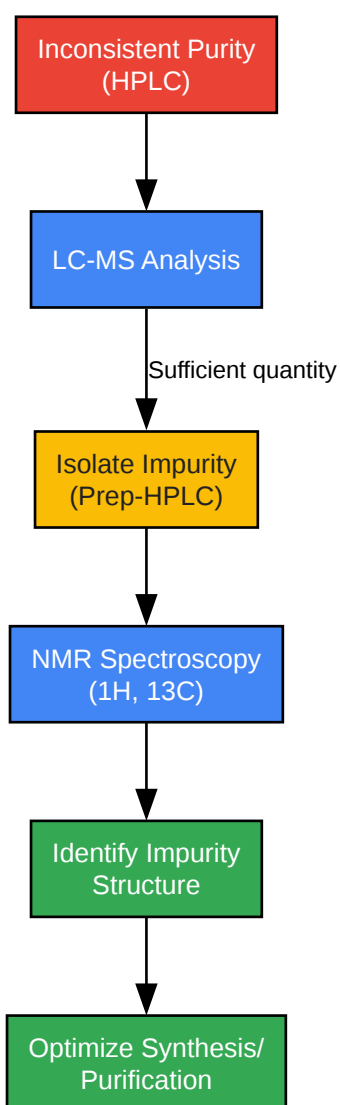 Inconsistent Purity
(HPLC)
LC-MS Analysis
Sufficient quantity
Isolate Impurity
(Prep-HPLC)
NMR Spectroscopy
(1H, 13C)
Identify Impurity
Structure
Optimize Synthesis/
Purification